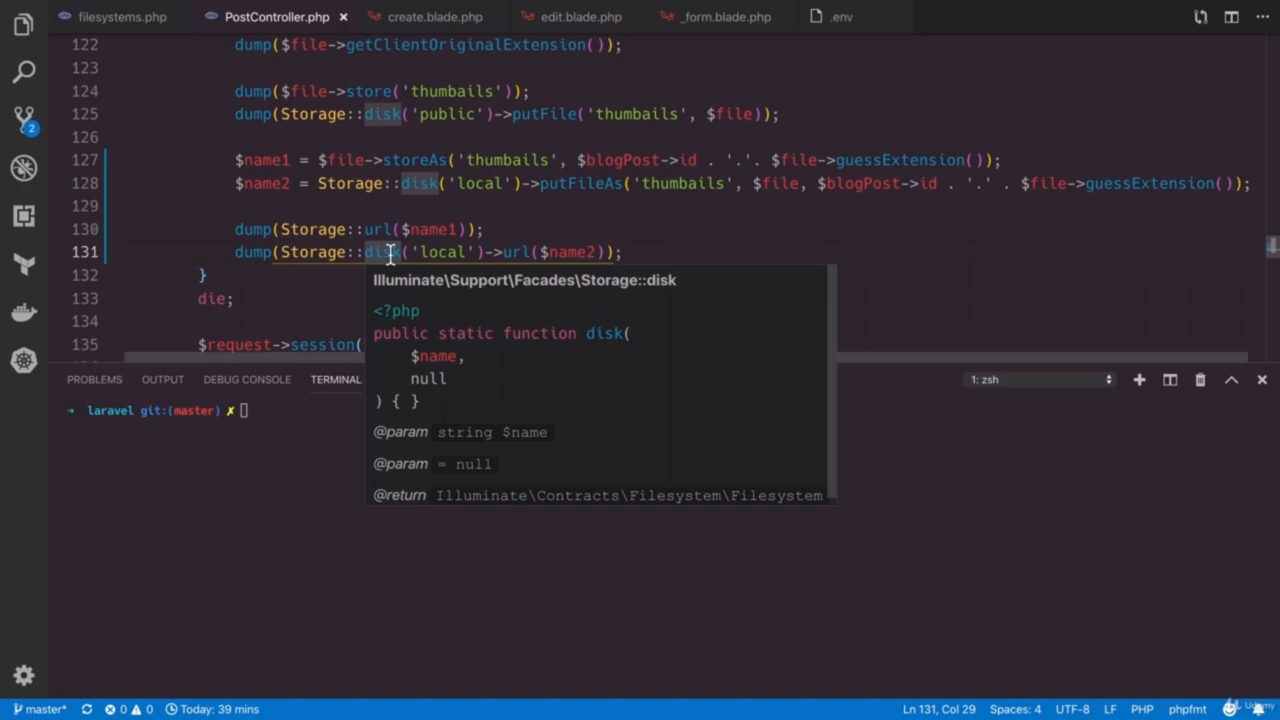 filesystems.php PostController.php × create.blade.php edit.blade.php _form.blade.php .env
122 dump($file->getClientOriginalExtension());
123
124 dump($file->store('thumbails'));
125 dump(Storage::disk('public')->putFile('thumbails', $file));
126
127 $name1 = $file->storeAs('thumbails', $blogPost->id . '.'. $file->guessExtension());
128 $name2 = Storage::disk('local')->putFileAs('thumbails', $file, $blogPost->id . '.' . $file->guessExtension());
129
130 dump(Storage::url($name1));
131 dump(Storage::disk('local')->url($name2));
132 }
133 die;
134
135 $request->session(
Illuminate\Support\Facades\Storage::disk
<?php
public static function disk(
$name,
null
) { }
@param string $name
@param = null
@return Illuminate\Contracts\Filesystem\Filesystem
PROBLEMS OUTPUT DEBUG CONSOLE TERMINAL 1: zsh
→ laravel git:(master) ✗
2
master* 0 0 Today: 39 mins Ln 131, Col 29 Spaces: 4 UTF-8 LF PHP phpfmt
Udemy